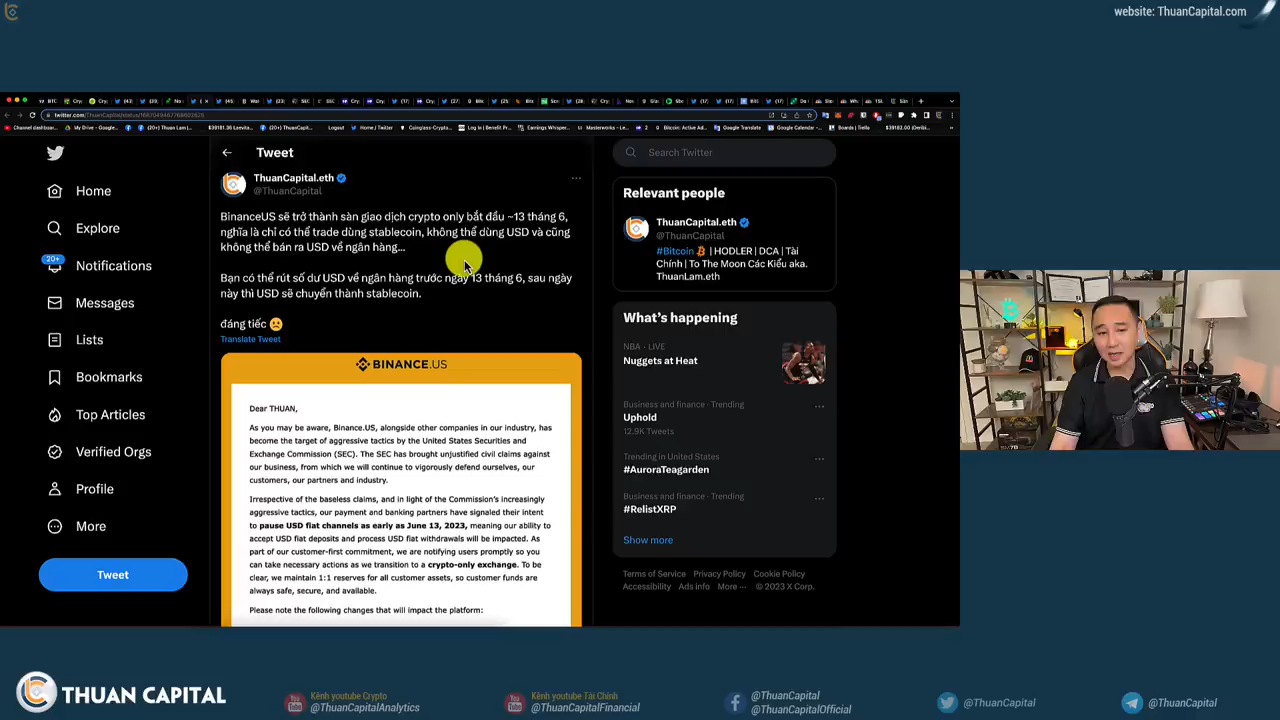 website: ThuanCapital.com
twitter.com/ThuanCapital/status/
Home
Explore
20+
Notifications
Messages
Lists
Bookmarks
Top Articles
Verified Orgs
Profile
More
Tweet
Tweet
ThuanCapital.eth
@ThuanCapital
BinanceUS sẽ trở thành sàn giao dịch crypto only bắt đầu ~13 tháng 6,
nghĩa là chỉ có thể trade dùng stablecoin, không thể dùng USD và cũng
không thể bán ra USD về ngân hàng...
Bạn có thể rút số dư USD về ngân hàng trước ngày 13 tháng 6, sau ngày
này thì USD sẽ chuyển thành stablecoin.
đáng tiếc 🙁
Translate Tweet
BINANCE.US
Dear THUAN,
As you may be aware, Binance.US, alongside other companies in our industry, has
become the target of aggressive tactics by the United States Securities and
Exchange Commission (SEC). The SEC has brought unjustified civil claims against
our business, from which we will continue to vigorously defend ourselves, our
customers, our partners and industry.
Irrespective of the baseless claims, and in light of the Commission's increasingly
aggressive tactics, our payment and banking partners have signaled their intent
to pause USD fiat channels as early as June 13, 2023, meaning our ability to
accept USD fiat deposits and process USD fiat withdrawals will be impacted. As
part of our customer-first commitment, we are notifying users promptly so you
can take necessary actions as we transition to a crypto-only exchange. To be
clear, we maintain 1:1 reserves for all customer assets, so customer funds are
always safe, secure, and available.
Please note the following changes that will impact the platform:
Search Twitter
Relevant people
ThuanCapital.eth
@ThuanCapital
#Bitcoin | HODLER | DCA | Tài
Chính | To The Moon Các Kiểu aka.
ThuanLam.eth
What's happening
NBA · LIVE
Nuggets at Heat
Business and finance · Trending
Uphold
12.9K Tweets
Trending in United States
#AuroraTeagarden
Business and finance · Trending
#RelistXRP
Show more
Terms of Service Privacy Policy Cookie Policy
Accessibility Ads info More ··· © 2023 X Corp.
THUAN CAPITAL
Kênh youtube Crypto
@ThuanCapitalAnalytics
Kênh youtube Tài Chính
@ThuanCapitalFinancial
@ThuanCapital
@ThuanCapitalOfficial
@ThuanCapital
@ThuanCapital